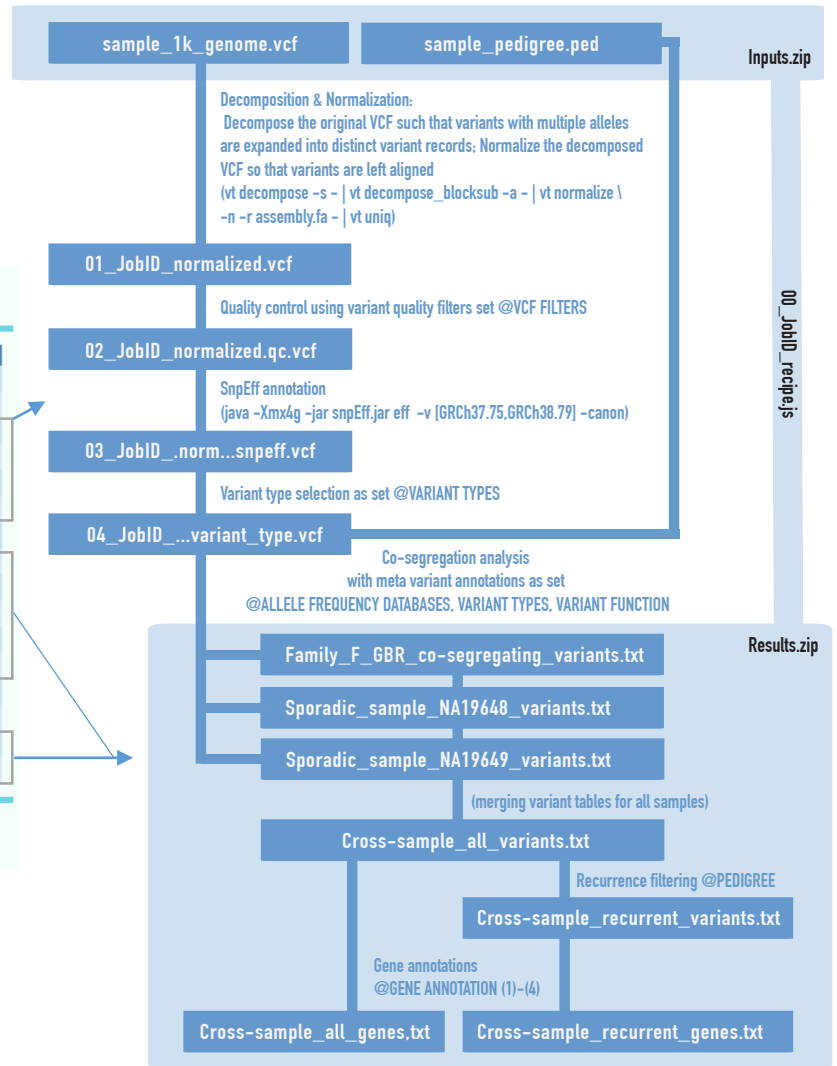 sample_1k_genome.vcf
sample_pedigree.ped
Inputs.zip
Decomposition & Normalization:
Decompose the original VCF such that variants with multiple alleles
are expanded into distinct variant records; Normalize the decomposed
VCF so that variants are left aligned
(vt decompose -s - | vt decompose_blocksub -a - | vt normalize \
-n -r assembly.fa - | vt uniq)
01_JobID_normalized.vcf
Quality control using variant quality filters set @VCF FILTERS
00_JobID_recipe.js
02_JobID_normalized.qc.vcf
SnpEff annotation
(java -Xmx4g -jar snpEff.jar eff -v [GRCh37.75,GRCh38.79] -canon)
03_JobID_.norm...snpeff.vcf
Variant type selection as set @VARIANT TYPES
04_JobID_...variant_type.vcf
Co-segregation analysis
with meta variant annotations as set
@ALLELE FREQUENCY DATABASES, VARIANT TYPES, VARIANT FUNCTION
Results.zip
Family_F_GBR_co-segregating_variants.txt
Sporadic_sample_NA19648_variants.txt
Sporadic_sample_NA19649_variants.txt
(merging variant tables for all samples)
Cross-sample_all_variants.txt
Recurrence filtering @PEDIGREE
Cross-sample_recurrent_variants.txt
Gene annotations
@GENE ANNOTATION (1)-(4)
Cross-sample_all_genes,txt
Cross-sample_recurrent_genes.txt